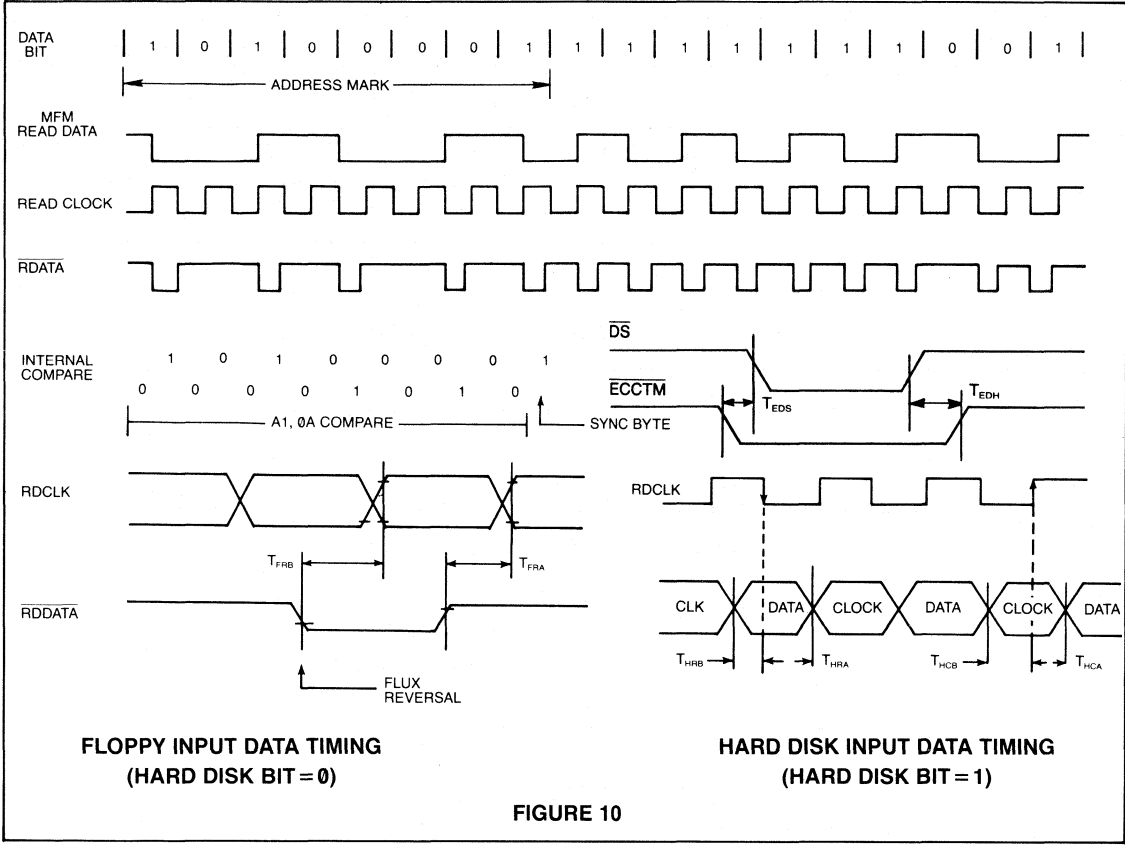 DATA BIT | 1 | 0 | 1 | 0 | 0 | 0 | 0 | 1 | 1 | 1 | 1 | 1 | 1 | 1 | 1 | 0 | 0 | 1 |
ADDRESS MARK
MFM
READ DATA
READ CLOCK
RDATA
INTERNAL
COMPARE
1 0 1 0 0 0 0 1
0 0 0 0 1 0 1 0
A1, 0A COMPARE
SYNC BYTE
RDCLK
TFRB
TFRA
RDDATA
FLUX
REVERSAL
DS
ECCTM
TEDS
TEDH
RDCLK
CLK DATA CLOCK DATA CLOCK DATA
THRB THRA THCB THCA
FLOPPY INPUT DATA TIMING
(HARD DISK BIT = 0)
HARD DISK INPUT DATA TIMING
(HARD DISK BIT = 1)
FIGURE 10